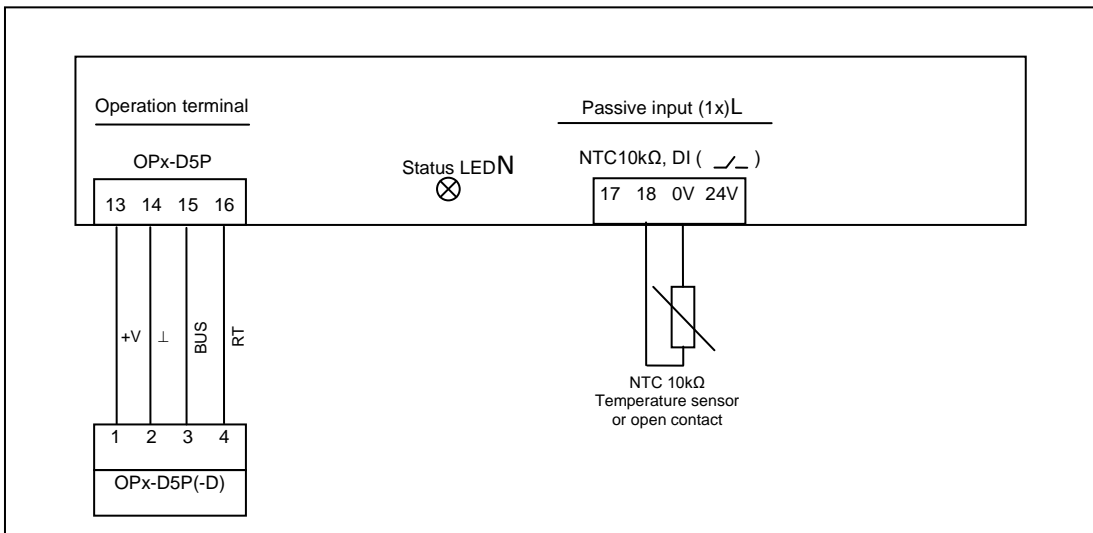 Operation terminal
OPx-D5P
13 14 15 16
Status LEDN
Passive input (1x)L
NTC10kΩ, DI ( )
17 18 0V 24V
+V
⊥
BUS
RT
NTC 10kΩ
Temperature sensor
or open contact
1 2 3 4
OPx-D5P(-D)